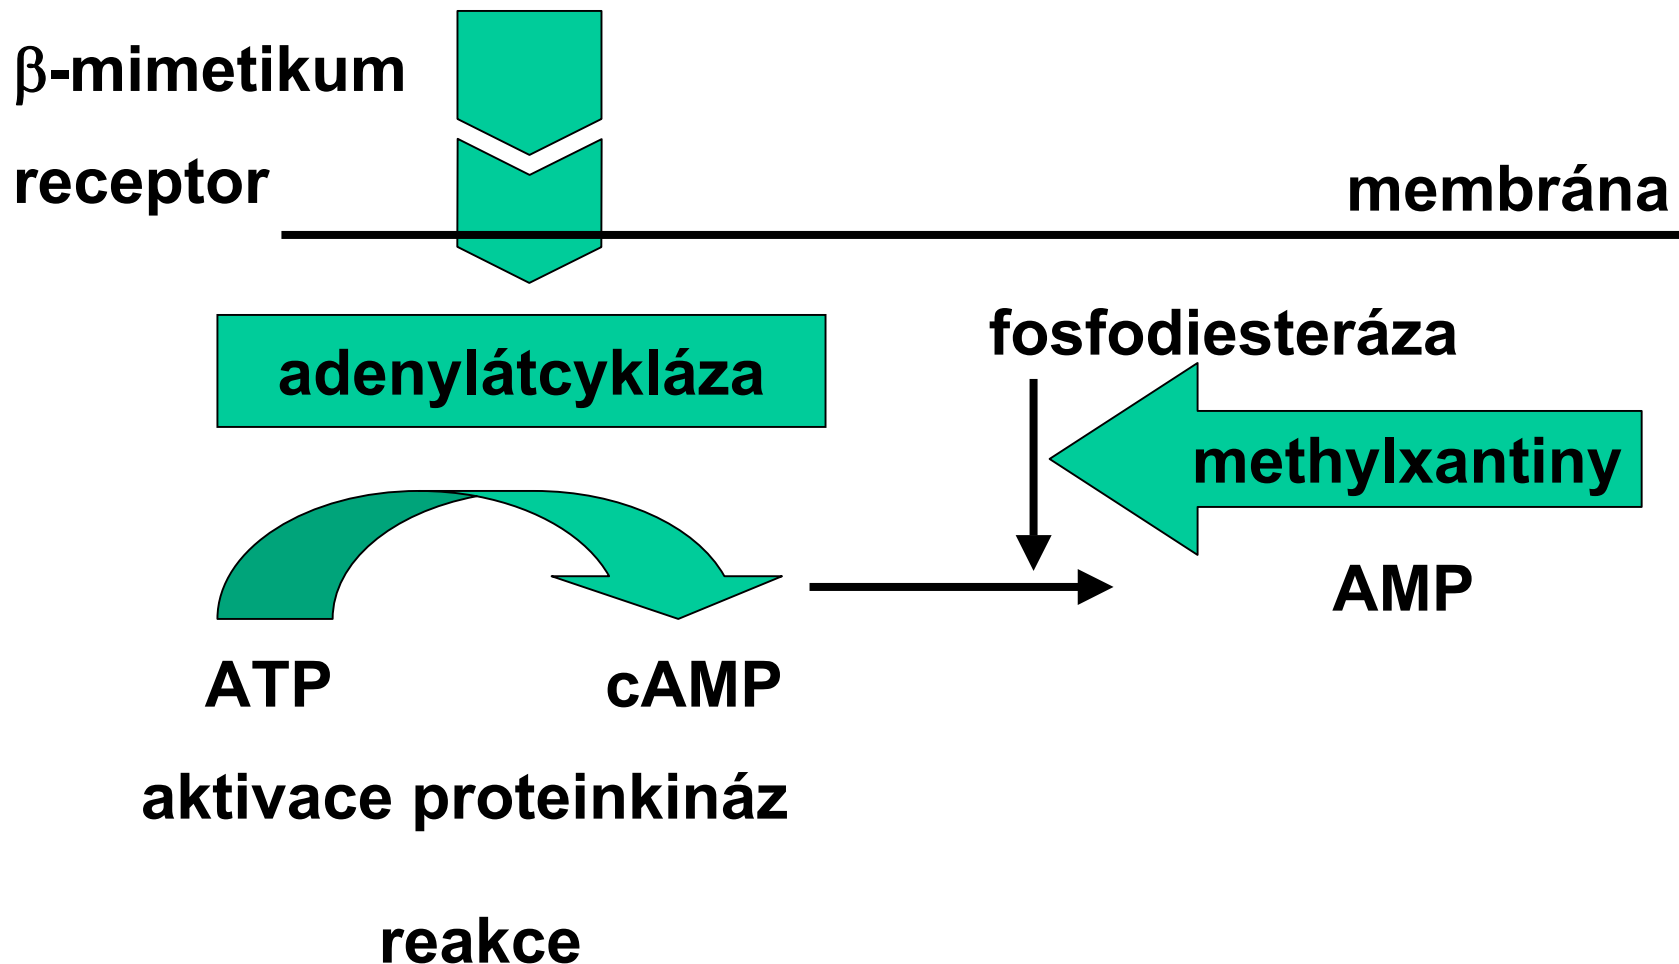 β-mimetikum
receptor
membrána
fosfodiesteráza
adenylátcykláza
methylxantiny
AMP
ATP
cAMP
aktivace proteinkináz
reakce